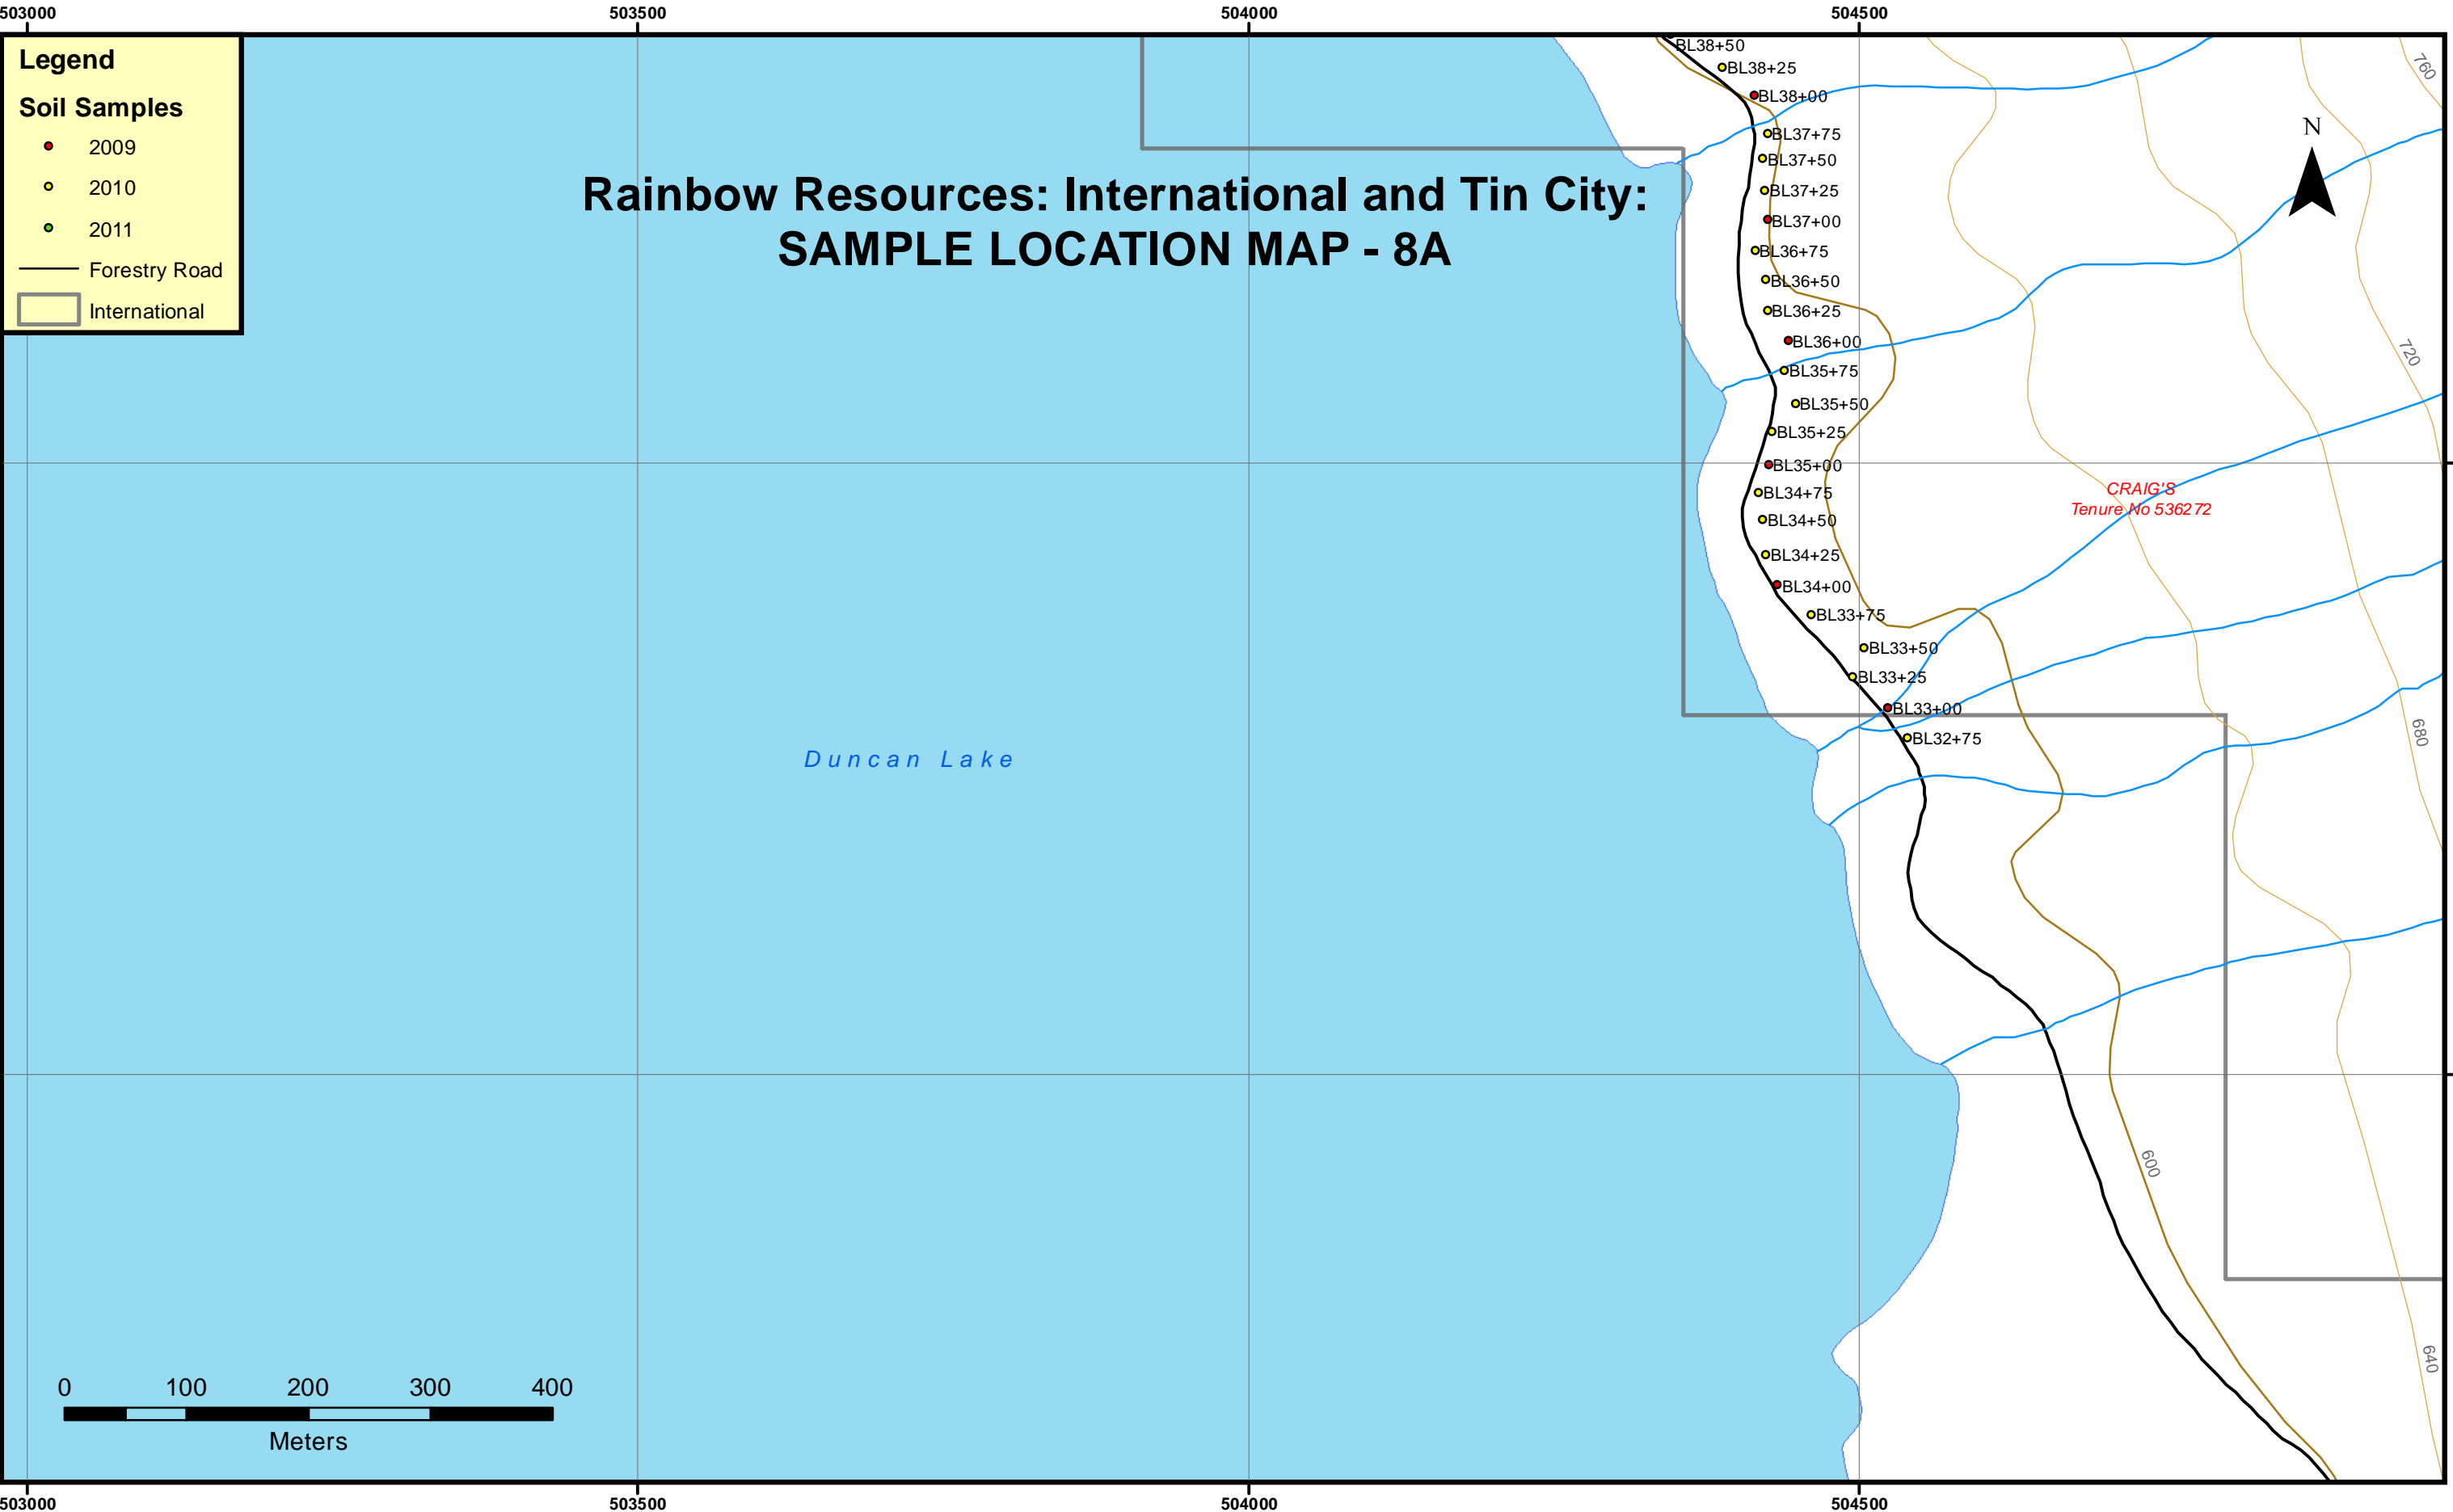 503000
503500
504000
504500
Legend
Soil Samples
2009
2010
2011
Forestry Road
International
Rainbow Resources: International and Tin City:
SAMPLE LOCATION MAP - 8A
N
BL38+50
BL38+25
BL38+00
BL37+75
BL37+50
BL37+25
BL37+00
BL36+75
BL36+50
BL36+25
BL36+00
BL35+75
BL35+50
BL35+25
BL35+00
BL34+75
BL34+50
BL34+25
BL34+00
BL33+75
BL33+50
BL33+25
BL33+00
BL32+75
760
720
CRAIG'S
Tenure No 536272
680
Duncan Lake
600
640
0 100 200 300 400
Meters
503000
503500
504000
504500